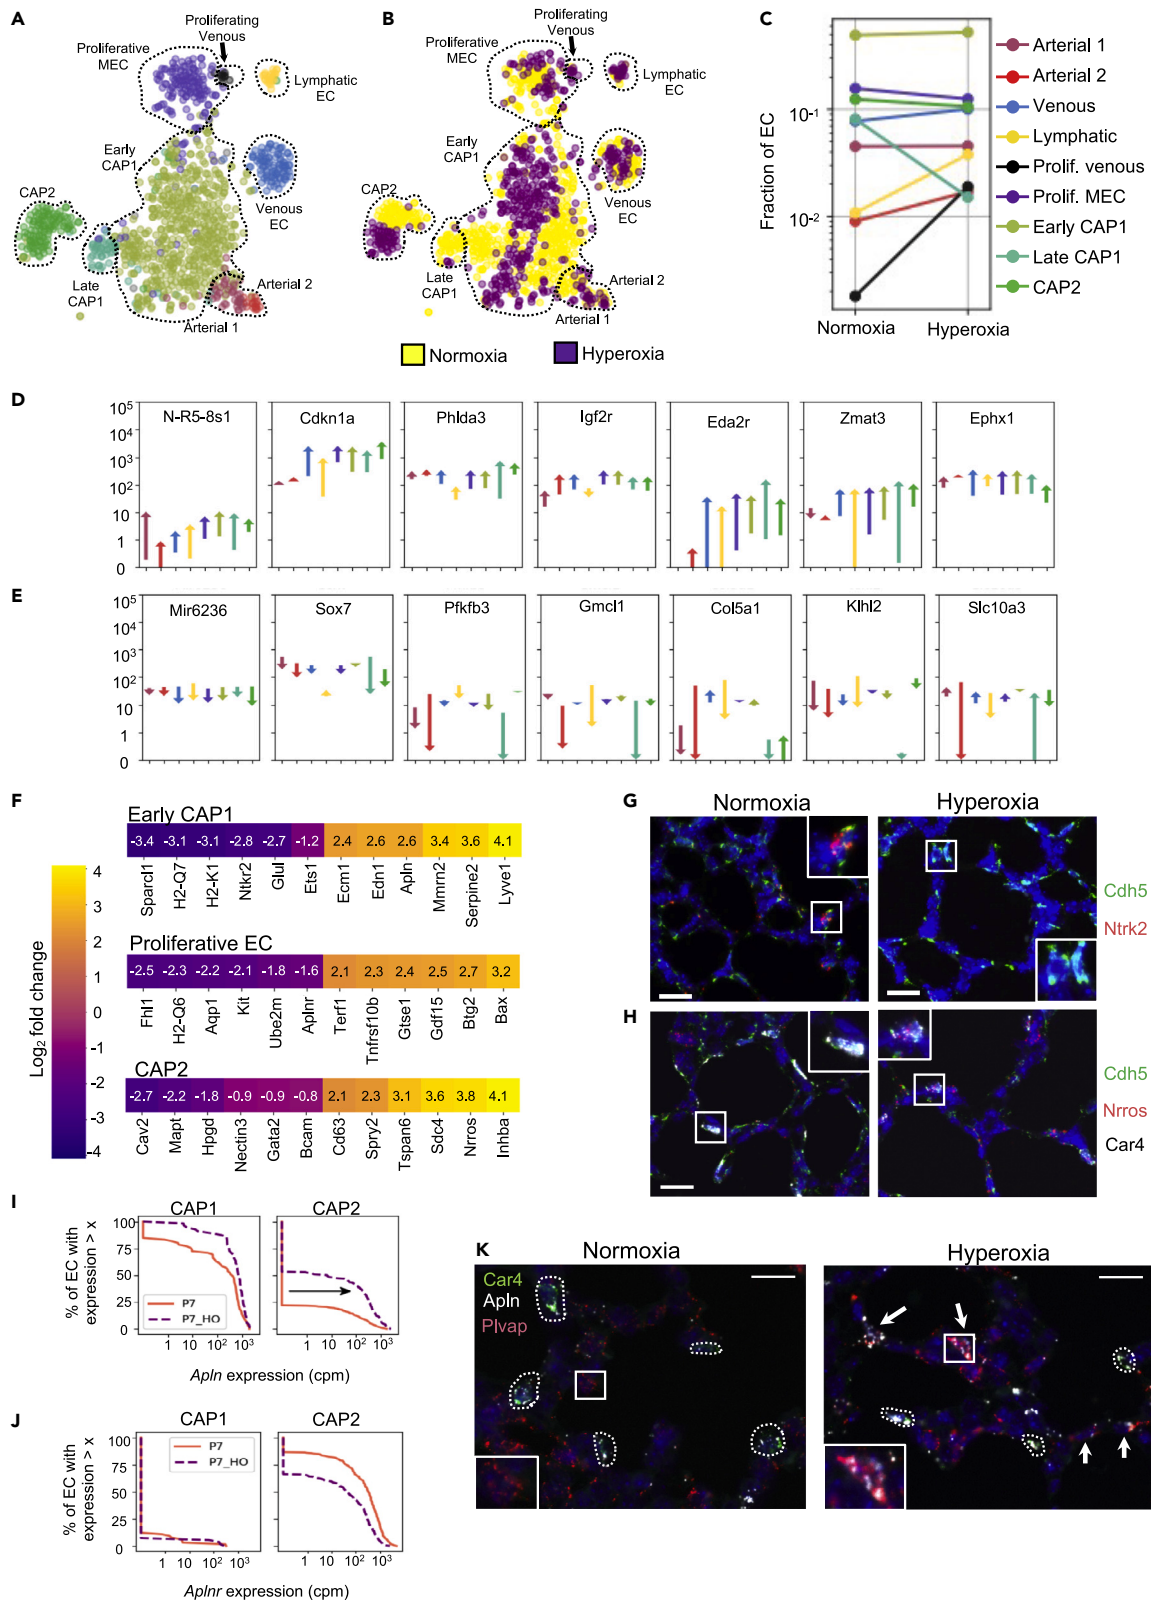 A
Proliferating
Venous
Proliferative
MEC
Lymphatic
EC
Early
CAP1
CAP2
Venous
EC
Late
CAP1
Arterial 2
Arterial 1
B
Proliferating
Venous
Proliferative
MEC
Lymphatic
EC
Early
CAP1
CAP2
Venous
EC
Late
CAP1
Arterial 2
Arterial 1
Normoxia
Hyperoxia
C
Fraction of EC
10-1
10-2
Normoxia
Hyperoxia
Arterial 1
Arterial 2
Venous
Lymphatic
Prolif. venous
Prolif. MEC
Early CAP1
Late CAP1
CAP2
D
105
104
103
102
10
1
0
N-R5-8s1
Cdkn1a
Phlda3
Igf2r
Eda2r
Zmat3
Ephx1
E
105
104
103
102
10
1
0
Mir6236
Sox7
Pfkfb3
Gmcl1
Col5a1
Klhl2
Slc10a3
F
Log2 fold change
4
3
2
1
0
-1
-2
-3
-4
Early CAP1
-3.4 -3.1 -3.1 -2.8 -2.7 -1.2 2.4 2.6 2.6 3.4 3.6 4.1
Sparcl1 H2-Q7 H2-K1 Ntkr2 Glul Ets1 Ecm1 Edn1 Apln Mmrn2 Serpine2 Lyve1
Proliferative EC
-2.5 -2.3 -2.2 -2.1 -1.8 -1.6 2.1 2.3 2.4 2.5 2.7 3.2
Fhl1 H2-Q6 Aqp1 Kit Ube2m Aplnr Terf1 Tnfrsf10b Gtse1 Gdf15 Btg2 Bax
CAP2
-2.7 -2.2 -1.8 -0.9 -0.9 -0.8 2.1 2.3 3.1 3.6 3.8 4.1
Cav2 Mapt Hpgd Nectin3 Gata2 Bcam Cd63 Spry2 Tspan6 Sdc4 Nrros Inhba
G
Normoxia
Hyperoxia
Cdh5
Ntrk2
H
Cdh5
Nrros
Car4
I
CAP1
CAP2
% of EC with
expression > x
100
75
50
25
0
P7
P7_HO
1 10 102 103
1 10 102 103
Apln expression (cpm)
J
CAP1
CAP2
% of EC with
expression > x
100
75
50
25
0
P7
P7_HO
1 10 102 103
1 10 102 103
Aplnr expression (cpm)
K
Normoxia
Hyperoxia
Car4
Apln
Plvap